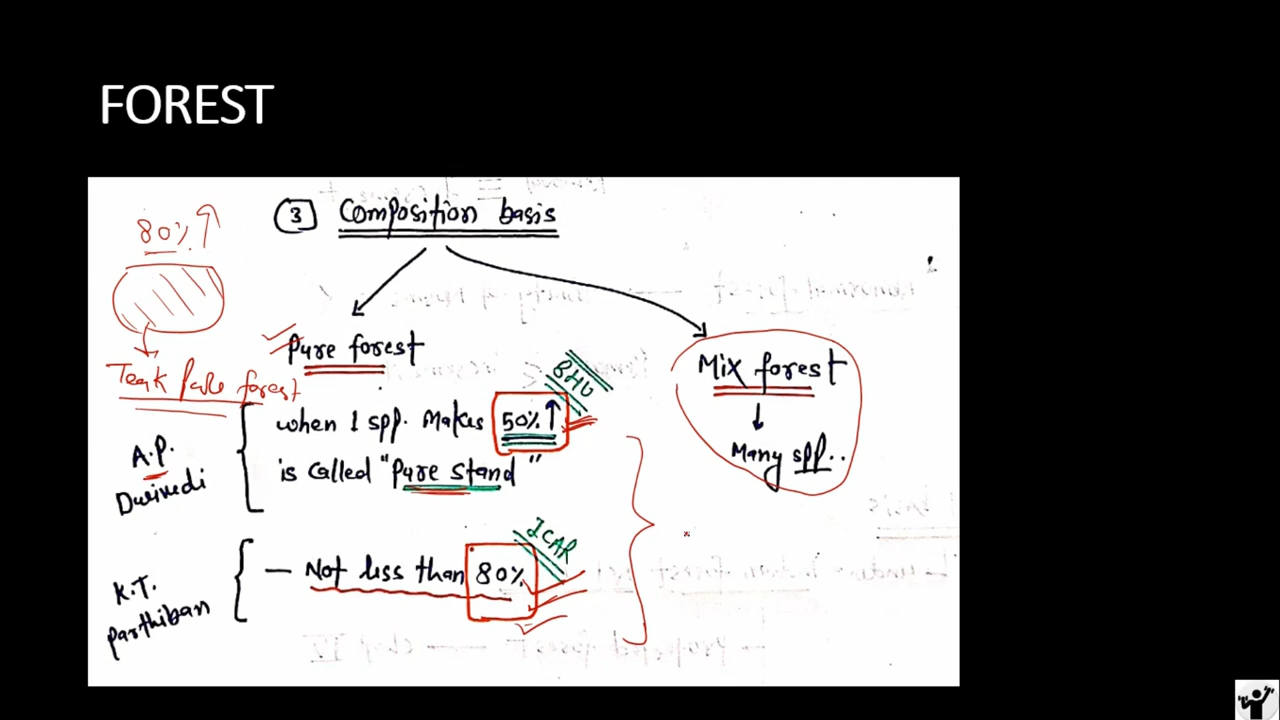 FOREST
80% ↑
③ Composition basis
Pure forest
Mix forest
Many spp..
Teak Pure forest
BHU
A.P.
Dwivedi
when 1 spp. Makes 50% ↑
is called "Pure stand"
ICAR
K.T.
Parthiban
— Not less than 80%